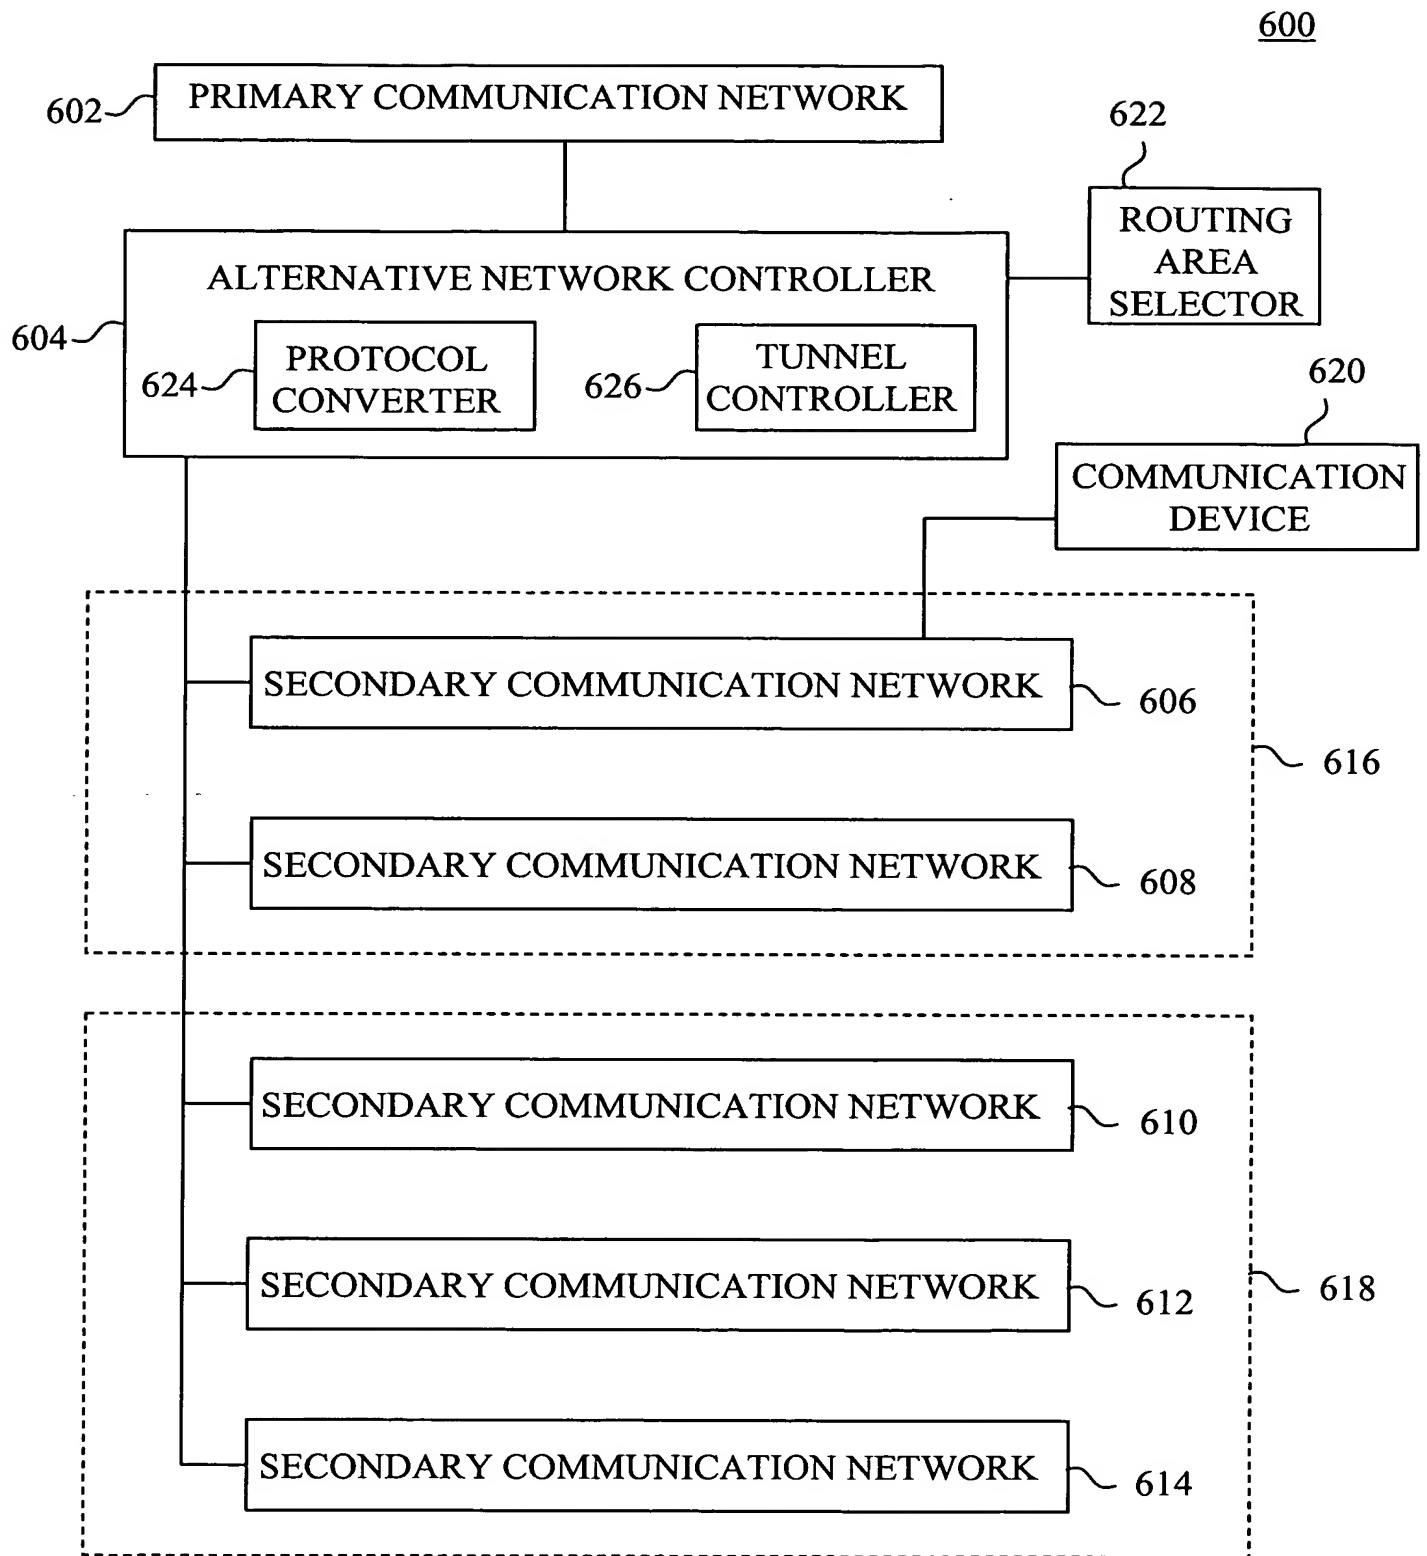 600
PRIMARY COMMUNICATION NETWORK
602
622
ROUTING
AREA
SELECTOR
ALTERNATIVE NETWORK CONTROLLER
604
PROTOCOL
CONVERTER
624
TUNNEL
CONTROLLER
626
620
COMMUNICATION
DEVICE
SECONDARY COMMUNICATION NETWORK
606
616
SECONDARY COMMUNICATION NETWORK
608
SECONDARY COMMUNICATION NETWORK
610
SECONDARY COMMUNICATION NETWORK
612
618
SECONDARY COMMUNICATION NETWORK
614